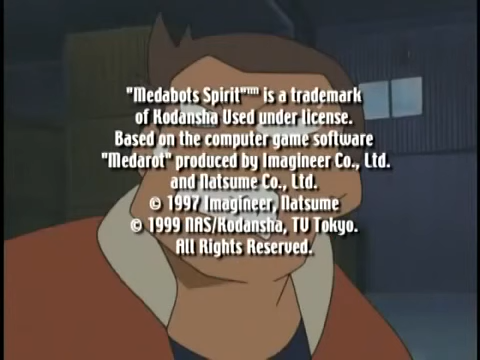 "Medabots Spirit"™ is a trademark
of Kodansha Used under license.
Based on the computer game software
"Medarot" produced by Imagineer Co., Ltd.
and Natsume Co., Ltd.
© 1997 Imagineer, Natsume
© 1999 NAS/Kodansha, TV Tokyo.
All Rights Reserved.